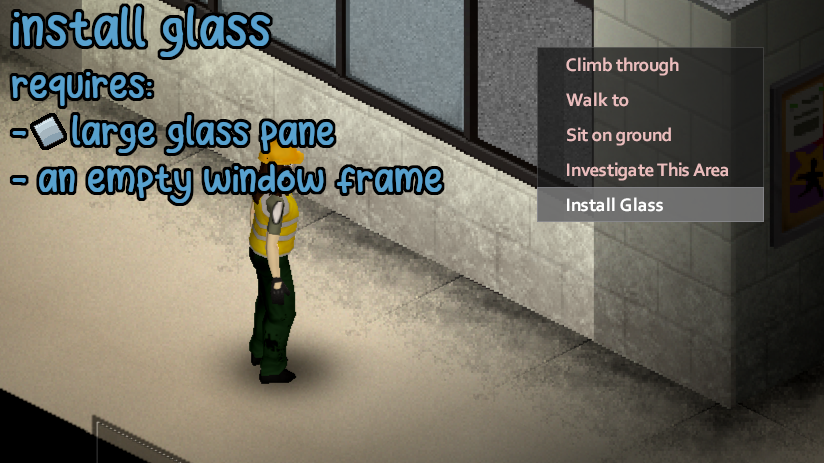 install glass
requires:
- large glass pane
- an empty window frame
Climb through
Walk to
Sit on ground
Investigate This Area
Install Glass